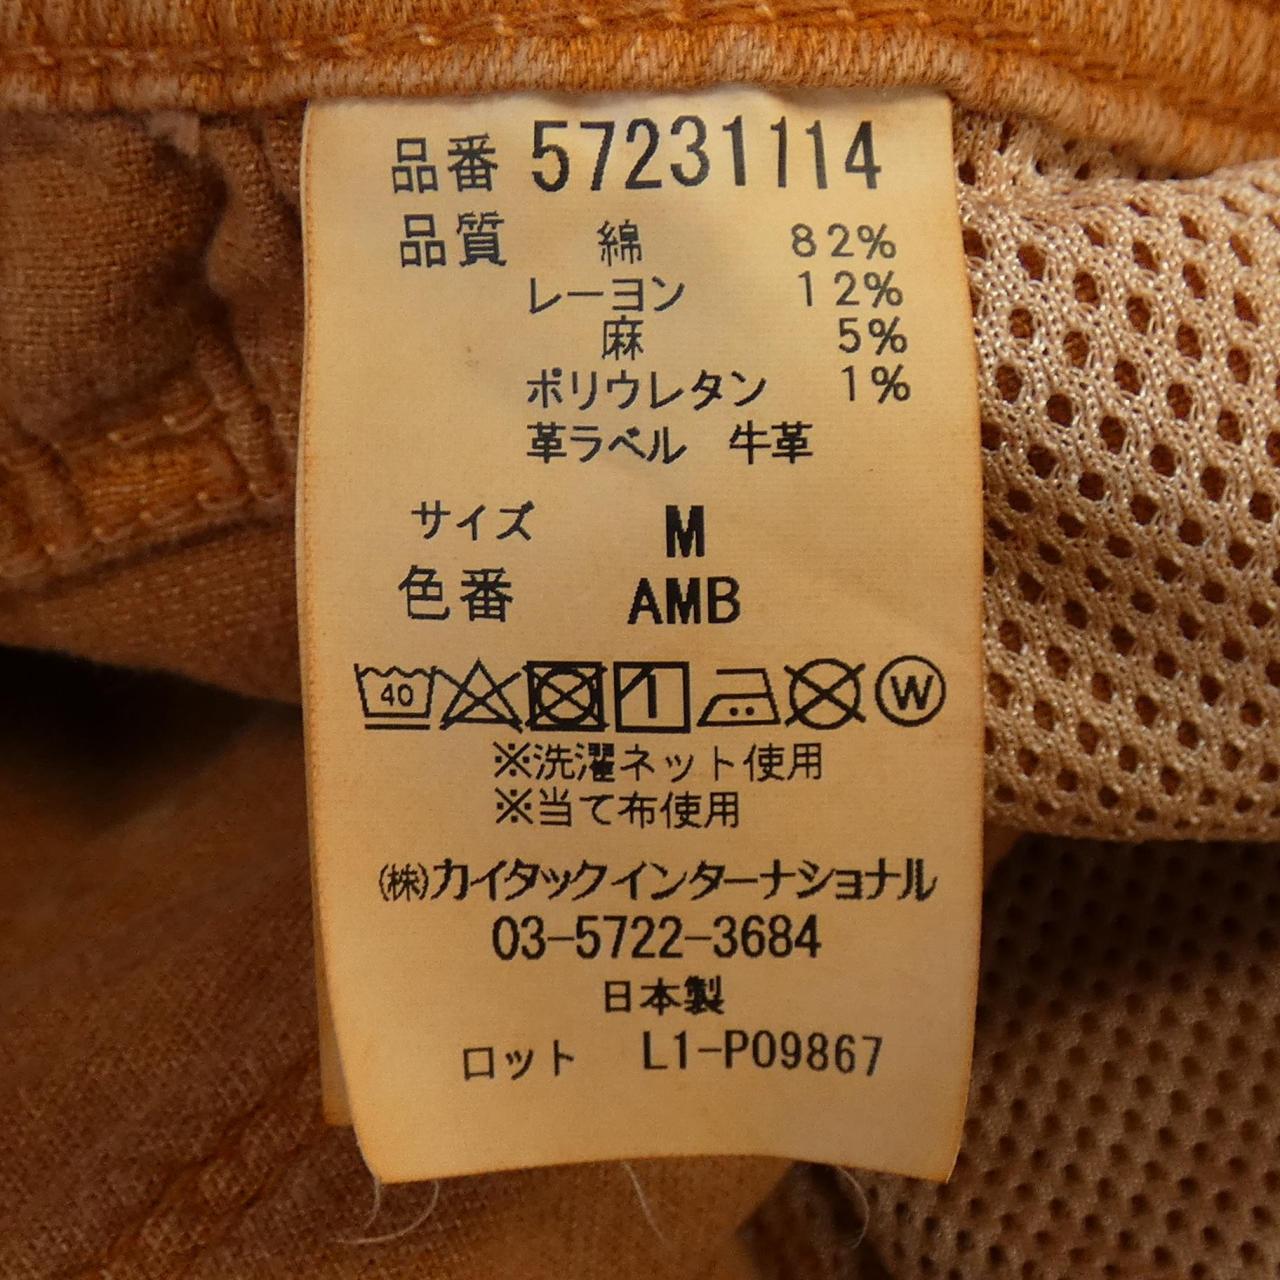 品番 57231114
品質 綿 82%
レーヨン 12%
麻 5%
ポリウレタン 1%
革ラベル 牛革
サイズ M
色番 AMB
40 W
※洗濯ネット使用
※当て布使用
(株)カイタックインターナショナル
03-5722-3684
日本製
ロット L1-P09867